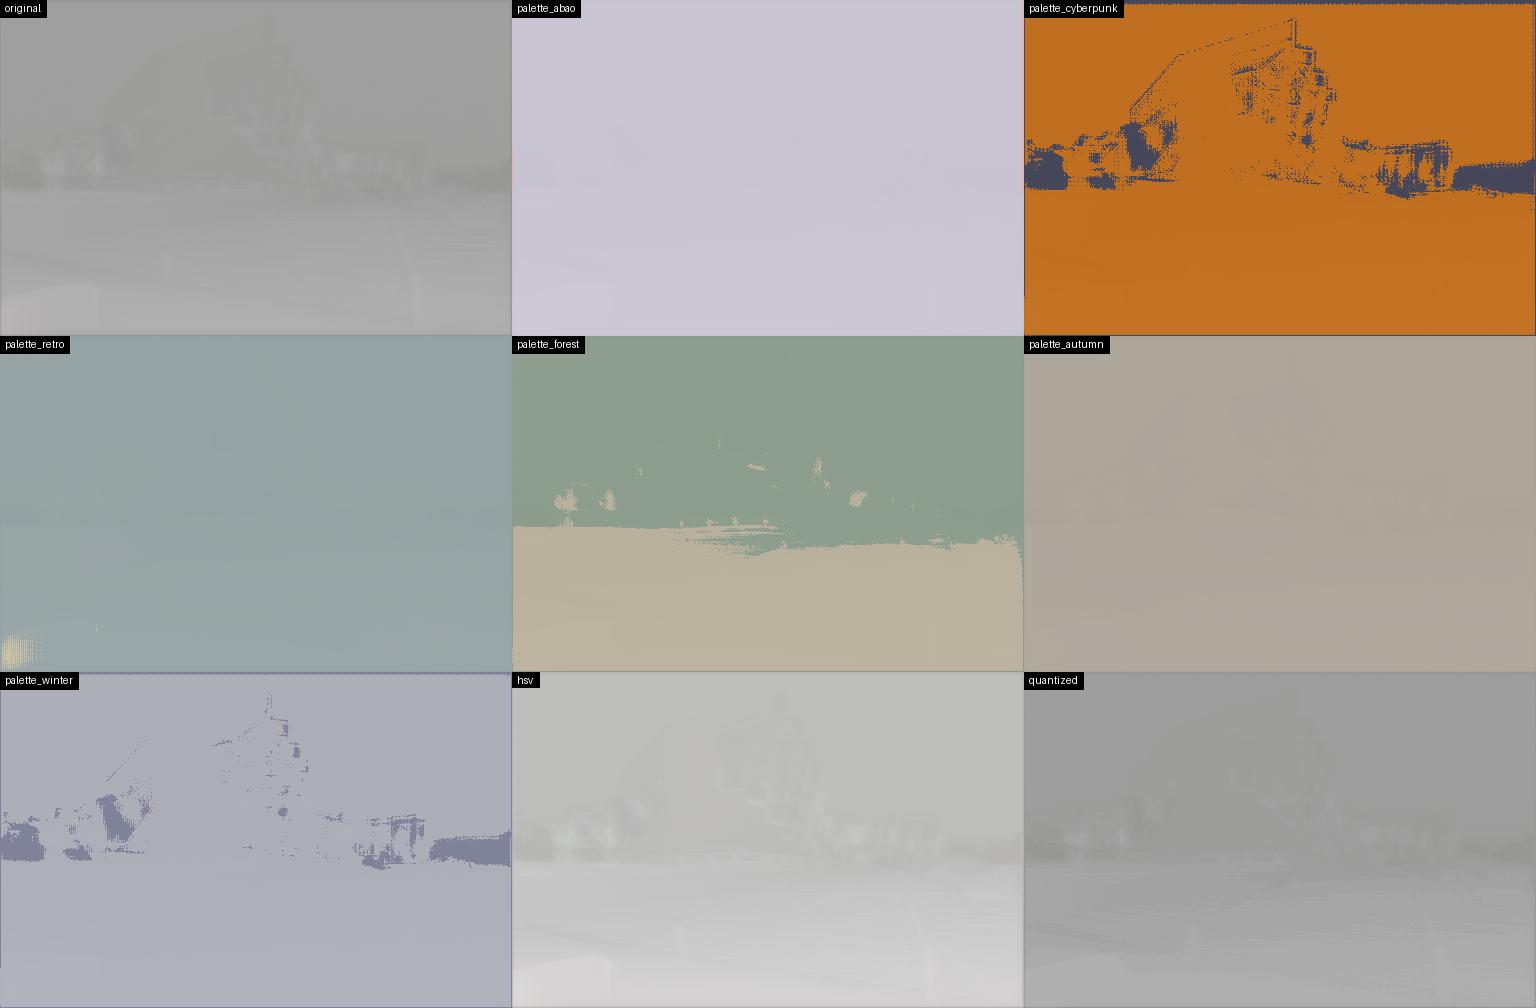 original
palette_abao
palette_cyberpunk
palette_retro
palette_forest
palette_autumn
palette_winter
hsv
quantized